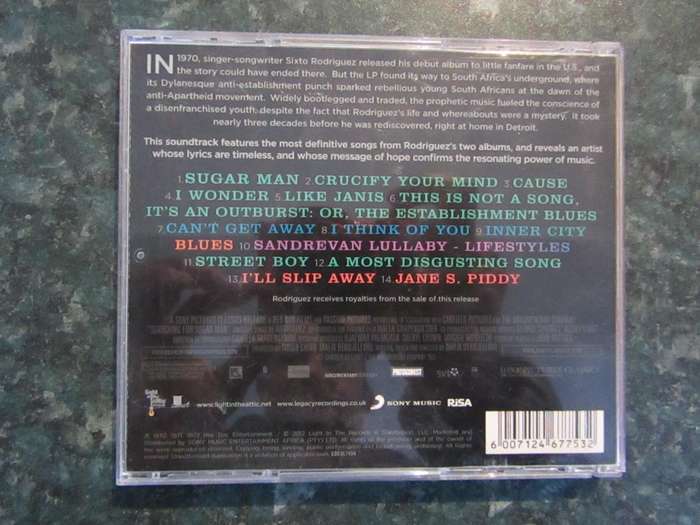 IN 1970, singer-songwriter Sixto Rodriguez released his debut album to little fanfare in the U.S., and
the story could have ended there. But the LP found its way to South Africa's underground, where
its Dylanesque anti-establishment punch sparked rebellious young South Africans at the dawn of the
anti-Apartheid movement. Widely bootlegged and traded, the prophetic music fueled the conscience of
a disenfranchised youth despite the fact that Rodriguez's life and whereabouts were a mystery. It took
nearly three decades before he was rediscovered, right at home in Detroit.
This soundtrack features the most definitive songs from Rodriguez's two albums, and reveals an artist
whose lyrics are timeless, and whose message of hope confirms the resonating power of music.
1 SUGAR MAN 2 CRUCIFY YOUR MIND 3 CAUSE
4 I WONDER 5 LIKE JANIS 6 THIS IS NOT A SONG,
IT'S AN OUTBURST: OR, THE ESTABLISHMENT BLUES
7 CAN'T GET AWAY 8 I THINK OF YOU 9 INNER CITY
BLUES 10 SANDREVAN LULLABY - LIFESTYLES
11 STREET BOY 12 A MOST DISGUSTING SONG
13 I'LL SLIP AWAY 14 JANE S. PIDDY
Rodriguez receives royalties from the sale of this release
www.lightintheattic.net www.legacyrecordings.co.uk SONY MUSIC RiSA
6 007124 677532